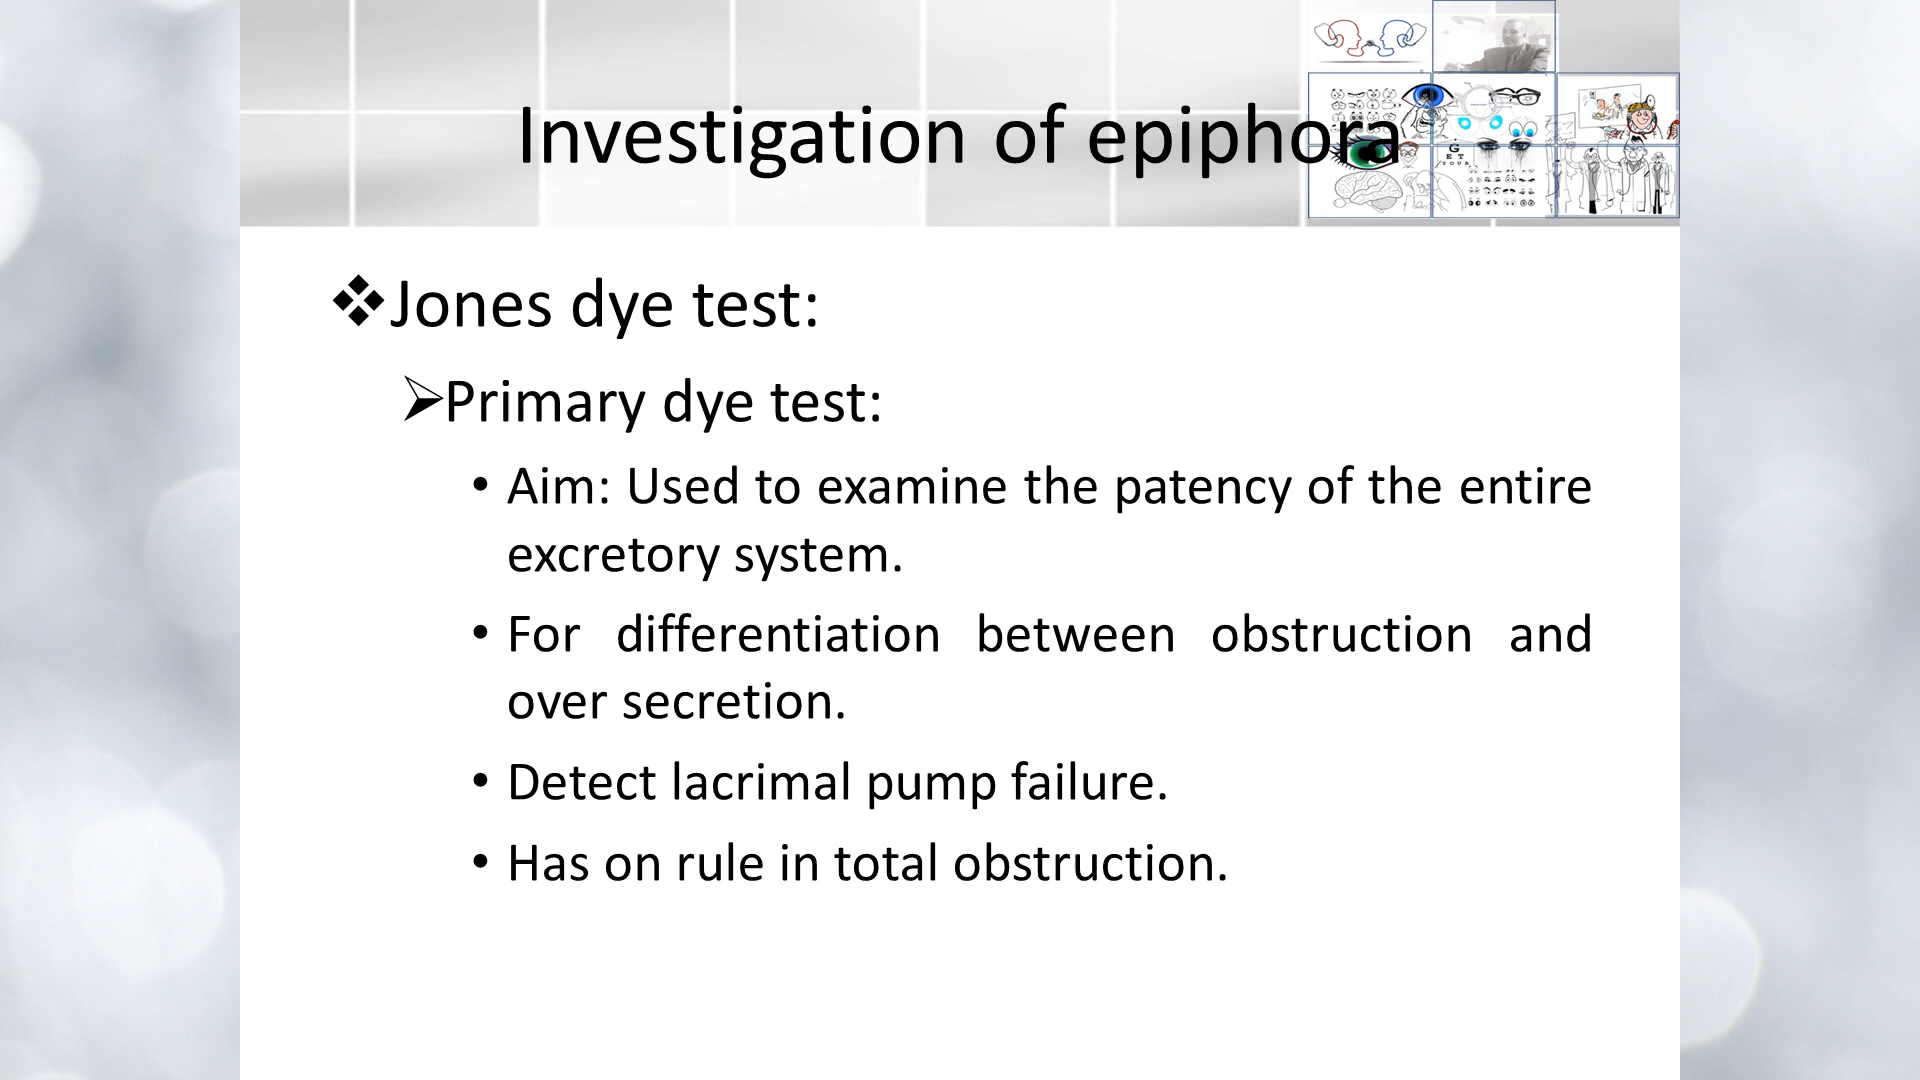 Investigation of epiphora
G
E T
Y O U R
❖Jones dye test:
➢Primary dye test:
• Aim: Used to examine the patency of the entire
excretory system.
• For differentiation between obstruction and
over secretion.
• Detect lacrimal pump failure.
• Has on rule in total obstruction.